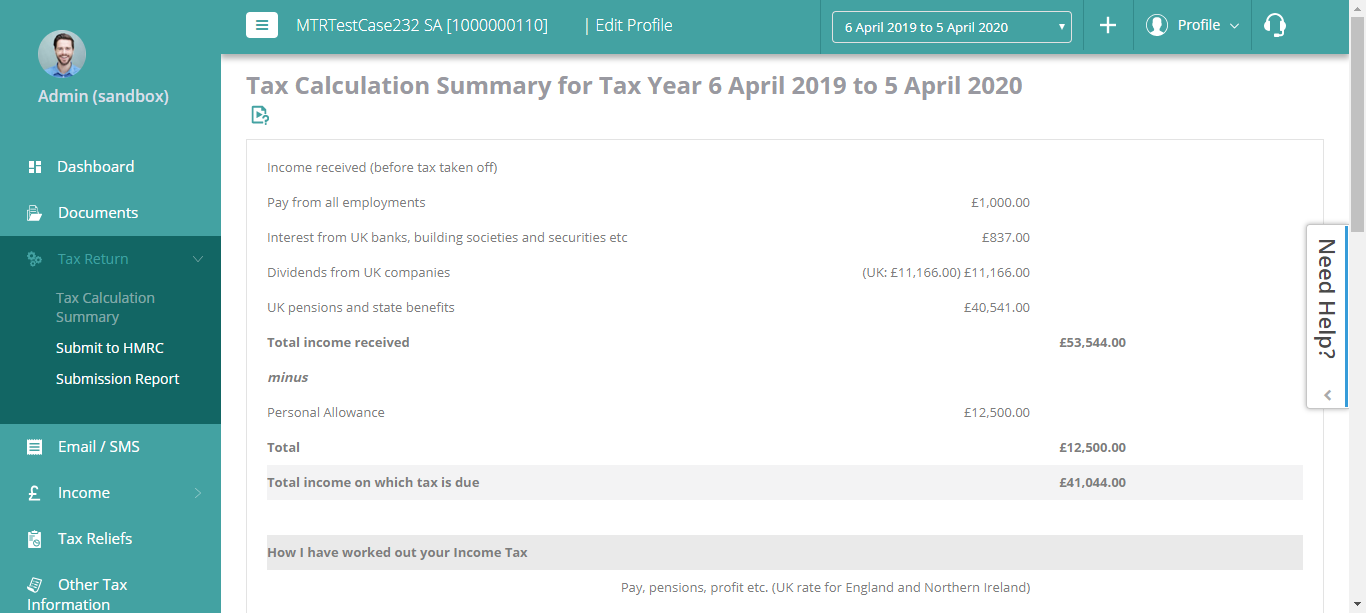 MTRTestCase232 SA [1000000110] | Edit Profile
6 April 2019 to 5 April 2020
Profile
Admin (sandbox)
Dashboard
Documents
Tax Return
Tax Calculation
Summary
Submit to HMRC
Submission Report
Email / SMS
Income
Tax Reliefs
Other Tax
Information
Tax Calculation Summary for Tax Year 6 April 2019 to 5 April 2020
Income received (before tax taken off)
Pay from all employments £1,000.00
Interest from UK banks, building societies and securities etc £837.00
Dividends from UK companies (UK: £11,166.00) £11,166.00
UK pensions and state benefits £40,541.00
Total income received £53,544.00
minus
Personal Allowance £12,500.00
Total £12,500.00
Total income on which tax is due £41,044.00
How I have worked out your Income Tax
Pay, pensions, profit etc. (UK rate for England and Northern Ireland)
Need Help?